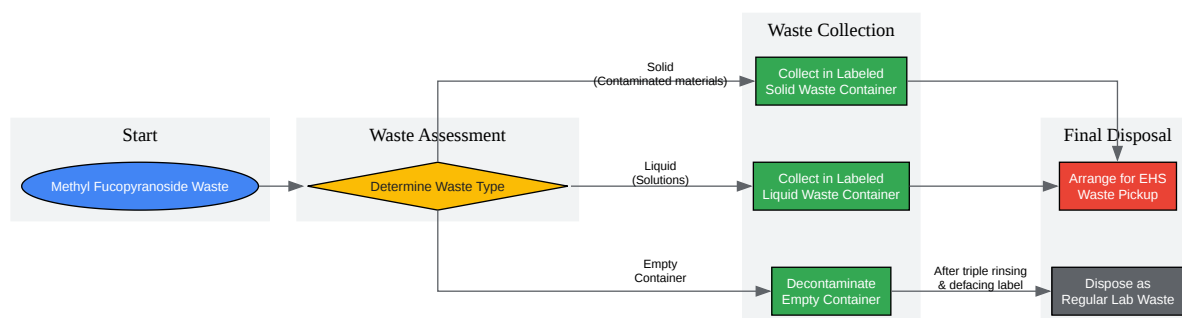 Waste Collection
Solid
(Contaminated materials)
Collect in Labeled
Solid Waste Container
Start
Waste Assessment
Final Disposal
Methyl Fucopyranoside Waste
Determine Waste Type
Liquid
(Solutions)
Collect in Labeled
Liquid Waste Container
Arrange for EHS
Waste Pickup
Empty
Container
Decontaminate
Empty Container
After triple rinsing
& defacing label
Dispose as
Regular Lab Waste